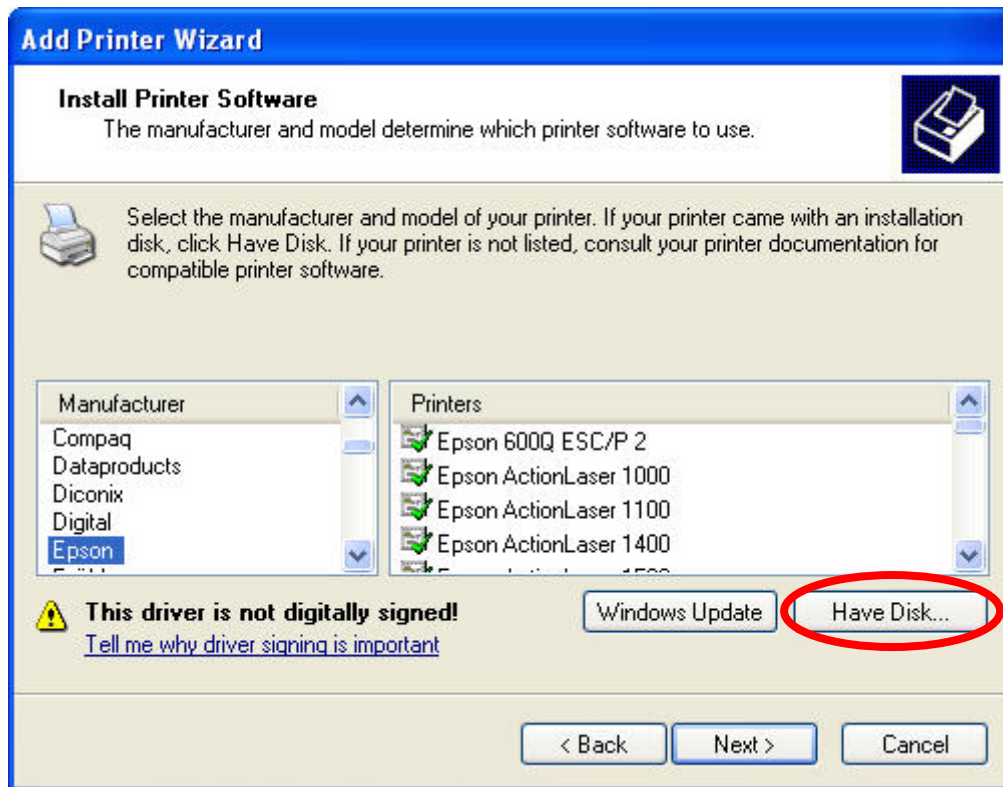 Add Printer Wizard
Install Printer Software
The manufacturer and model determine which printer software to use.
Select the manufacturer and model of your printer. If your printer came with an installation
disk, click Have Disk. If your printer is not listed, consult your printer documentation for
compatible printer software.
Manufacturer
Compaq
Dataproducts
Diconix
Digital
Epson
Printers
Epson 600Q ESC/P 2
Epson ActionLaser 1000
Epson ActionLaser 1100
Epson ActionLaser 1400
This driver is not digitally signed!
Tell me why driver signing is important
Windows Update
Have Disk...
< Back
Next >
Cancel